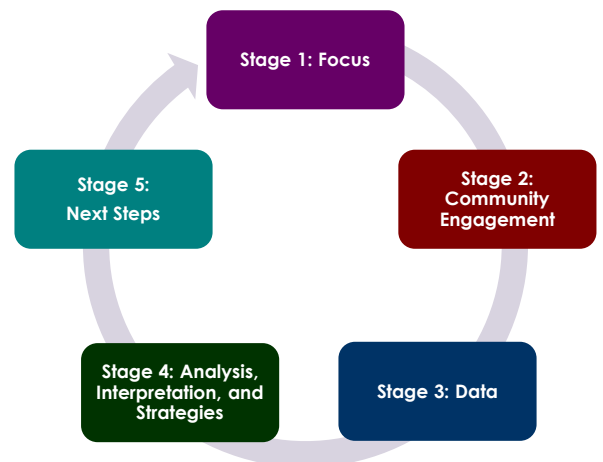 Stage 1: Focus
Stage 2:
Community
Engagement
Stage 3: Data
Stage 4: Analysis,
Interpretation, and
Strategies
Stage 5:
Next Steps